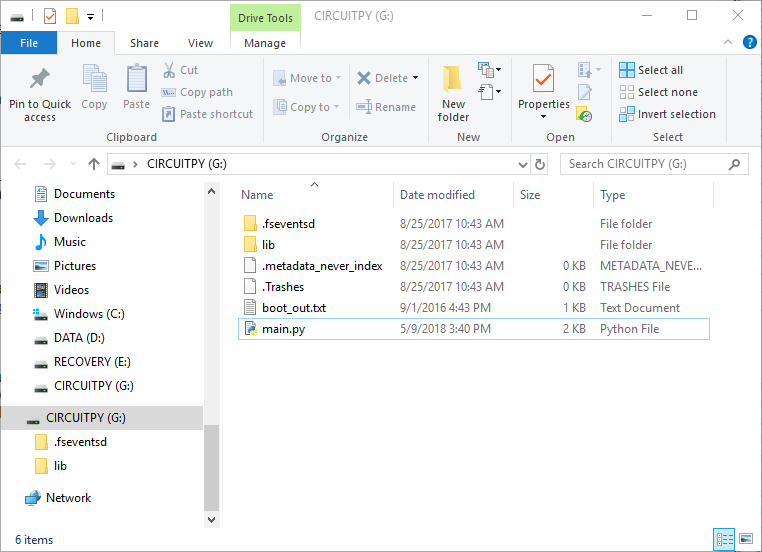 Drive Tools CIRCUITPY (G:)
File Home Share View Manage
Pin to Quick access
Copy
Paste
Cut
Copy path
Paste shortcut
Clipboard
Move to
Copy to
Delete
Rename
Organize
New folder
New
Properties
Open
Select all
Select none
Invert selection
Select
CIRCUITPY (G:)
Search CIRCUITPY (G:)
Documents
Downloads
Music
Pictures
Videos
Windows (C:)
DATA (D:)
RECOVERY (E:)
CIRCUITPY (G:)
CIRCUITPY (G:)
.fseventsd
lib
Network
Name Date modified Size Type
.fseventsd 8/25/2017 10:43 AM File folder
lib 8/25/2017 10:43 AM File folder
.metadata_never_index 8/25/2017 10:43 AM 0 KB METADATA_NEVE...
.Trashes 8/25/2017 10:43 AM 0 KB TRASHES File
boot_out.txt 9/1/2016 4:43 PM 1 KB Text Document
main.py 5/9/2018 3:40 PM 2 KB Python File
6 items